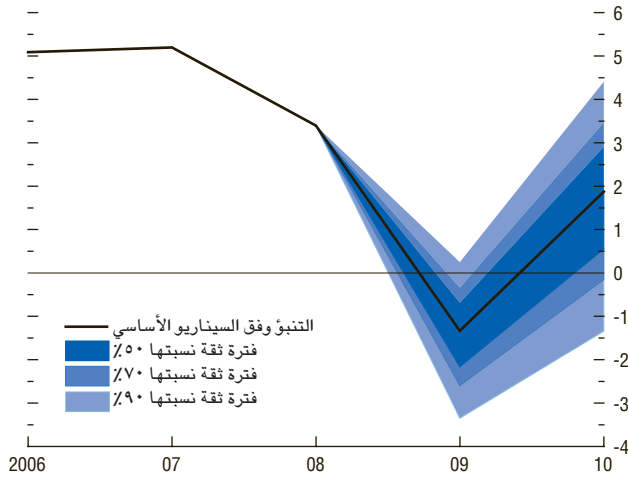 6
5
4
3
2
1
0
-1
-2
-3
-4
التنبؤ وفق السيناريو الأساسي
فترة ثقة نسبتها ٥٠٪
فترة ثقة نسبتها ٧٠٪
فترة ثقة نسبتها ٩٠٪
2006 07 08 09 10